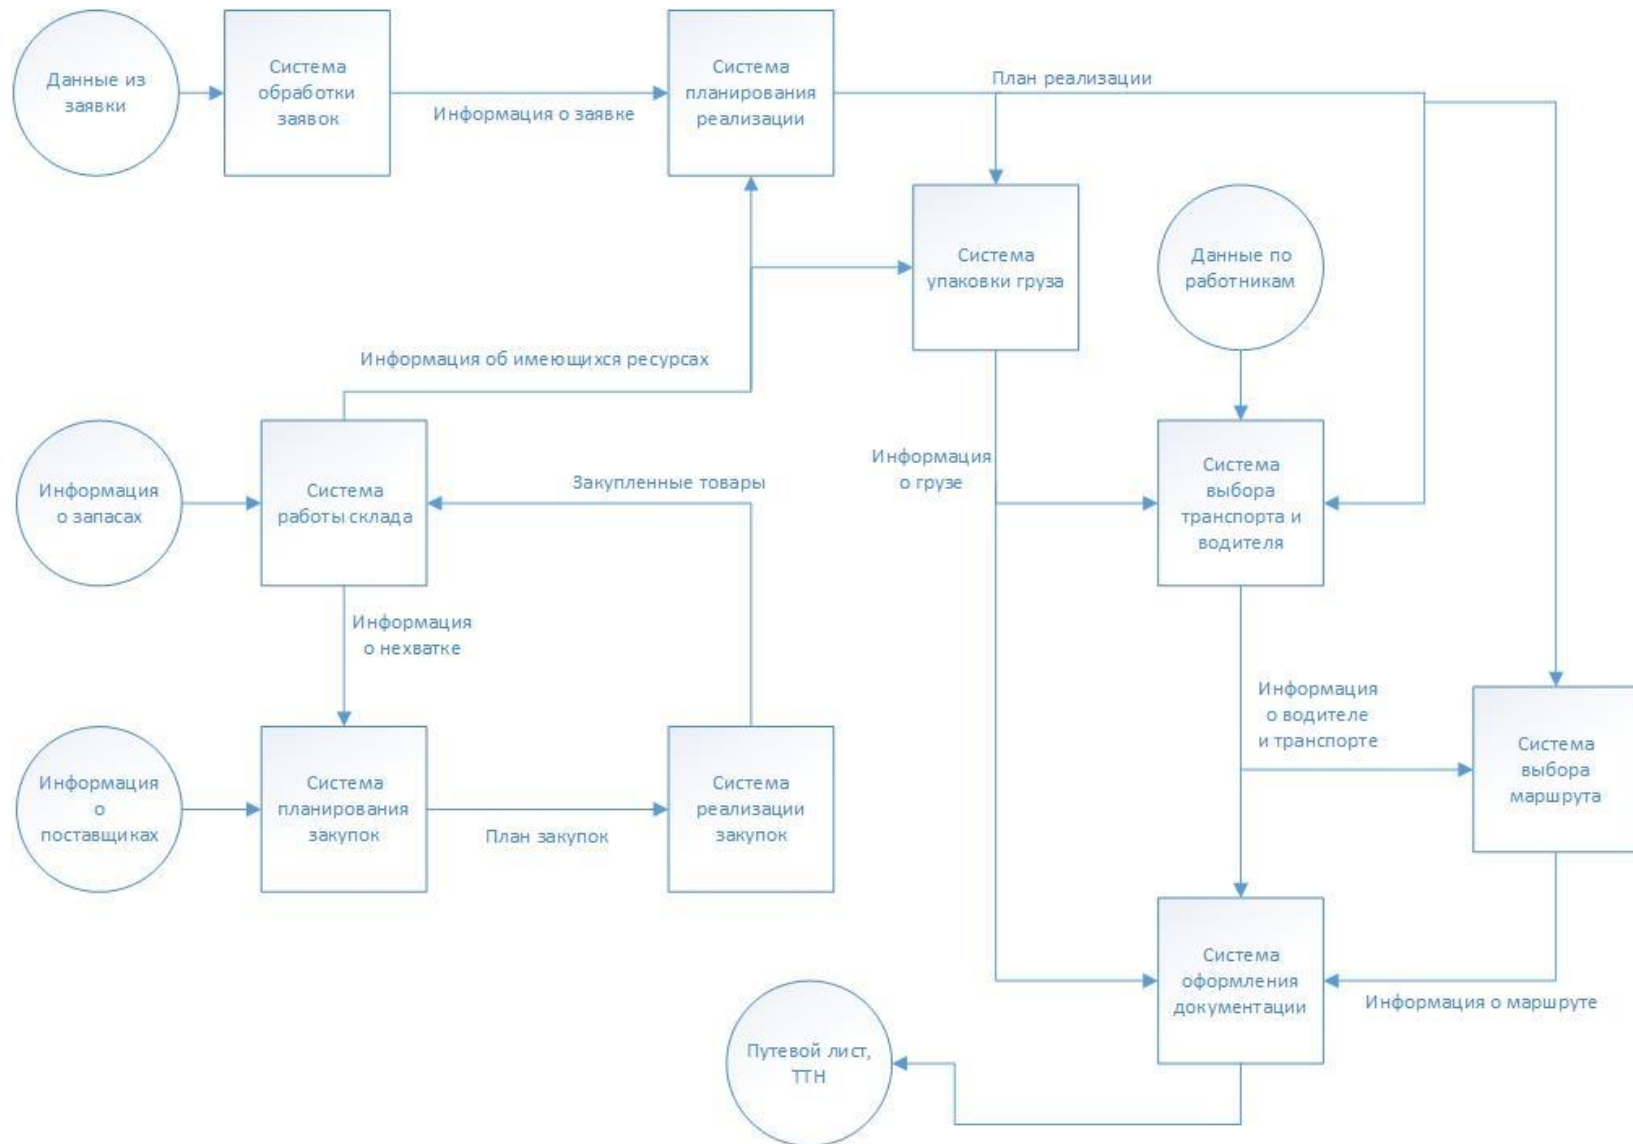 Данные из
заявки
Система
обработки
заявок
Информация о заявке
Система
планирования
реализации
План реализации
Система
упаковки груза
Данные по
работникам
Информация об имеющихся ресурсах
Информация
о запасах
Система
работы склада
Закупленные товары
Информация
о грузе
Система
выбора
транспорта и
водителя
Информация
о нехватке
Информация
о водителе
и транспорте
Система
выбора
маршрута
Информация
о
поставщиках
Система
планирования
закупок
План закупок
Система
реализации
закупок
Система
оформления
документации
Информация о маршруте
Путевой лист,
ТТН